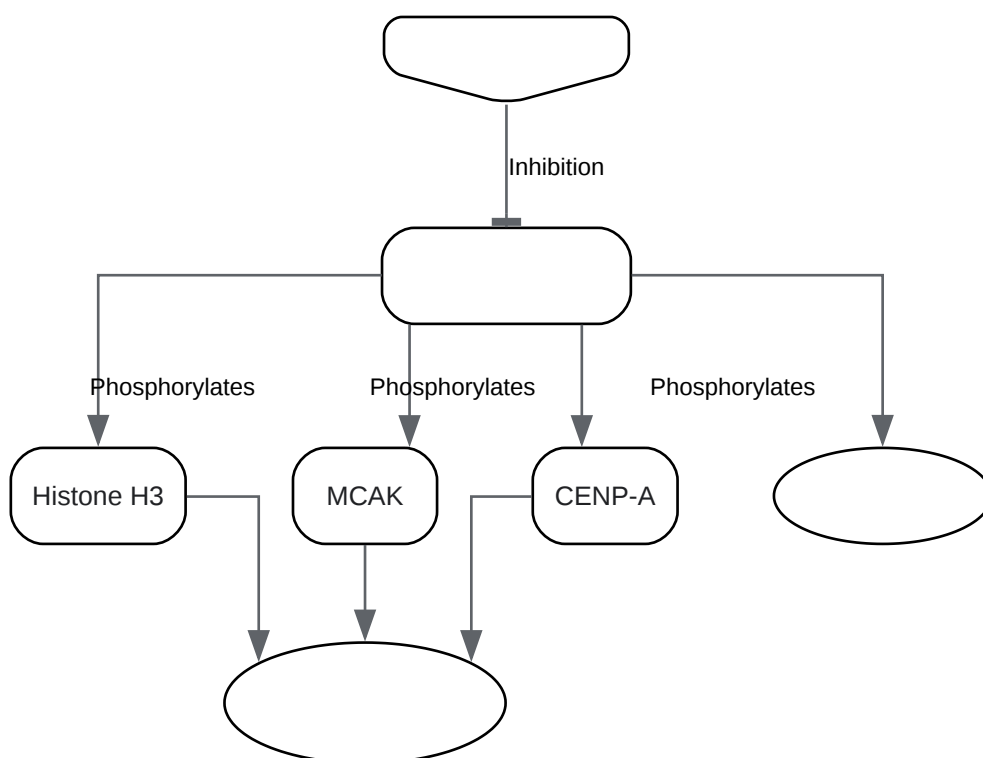 Inhibition
Phosphorylates
Phosphorylates
Phosphorylates
Histone H3
MCAK
CENP-A